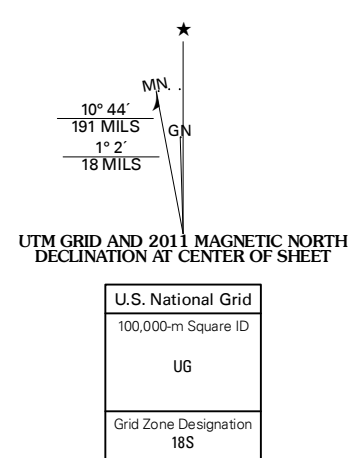 ★
MN.
10° 44´
191 MILS
GN
1° 2´
18 MILS
UTM GRID AND 2011 MAGNETIC NORTH
DECLINATION AT CENTER OF SHEET
U.S. National Grid
100,000-m Square ID
UG
Grid Zone Designation
18S